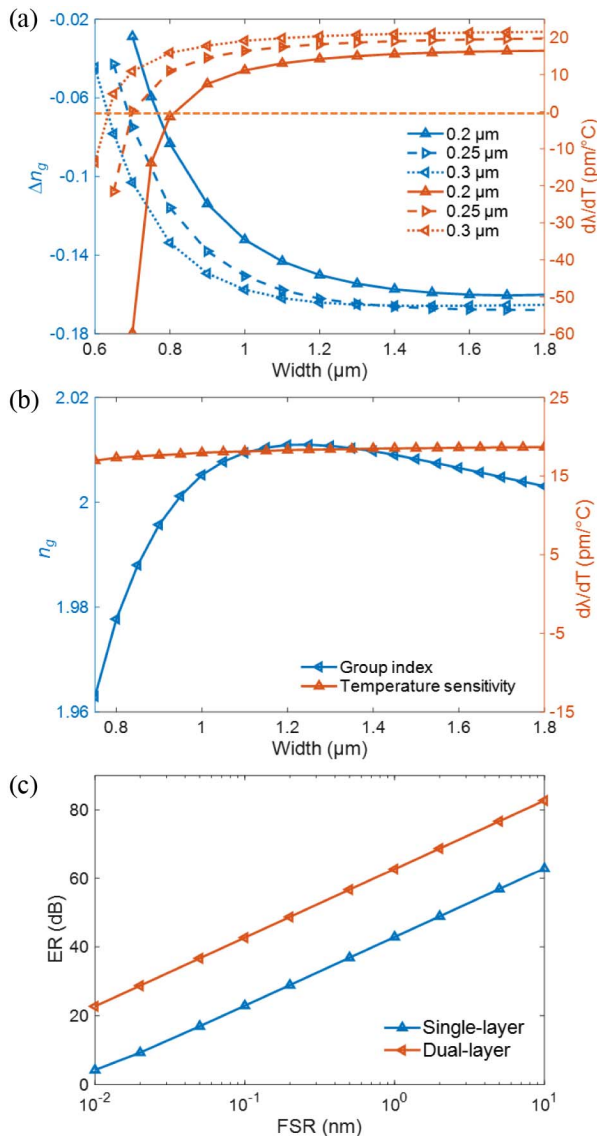 (a)
-0.02
-0.06
-0.1
-0.14
-0.18
Δn_g
20
10
0
-10
-20
-30
-40
-50
-60
dλ/dT (pm/°C)
0.2 μm
0.25 μm
0.3 μm
0.2 μm
0.25 μm
0.3 μm
0.6 0.8 1 1.2 1.4 1.6 1.8
Width (μm)
(b)
2.02
2
1.98
1.96
n_g
25
15
5
-5
-15
dλ/dT (pm/°C)
Group index
Temperature sensitivity
0.8 1 1.2 1.4 1.6 1.8
Width (μm)
(c)
80
60
40
20
0
ER (dB)
Single-layer
Dual-layer
10⁻² 10⁻¹ 10⁰ 10¹
FSR (nm)